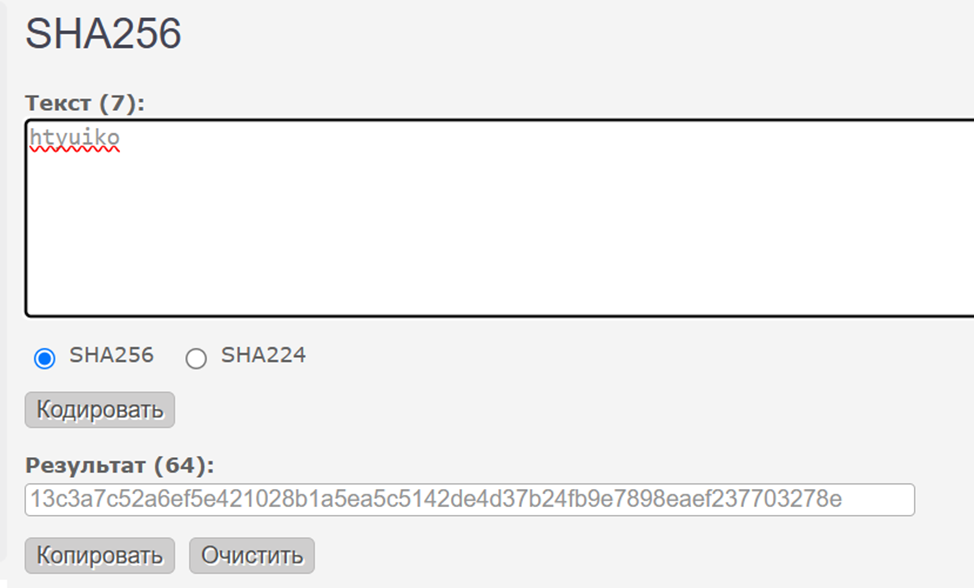 SHA256
Текст (7):
htyuiko
SHA256 SHA224
Кодировать
Результат (64):
13c3a7c52a6ef5e421028b1a5ea5c5142de4d37b24fb9e7898eaef237703278e
Копировать Очистить